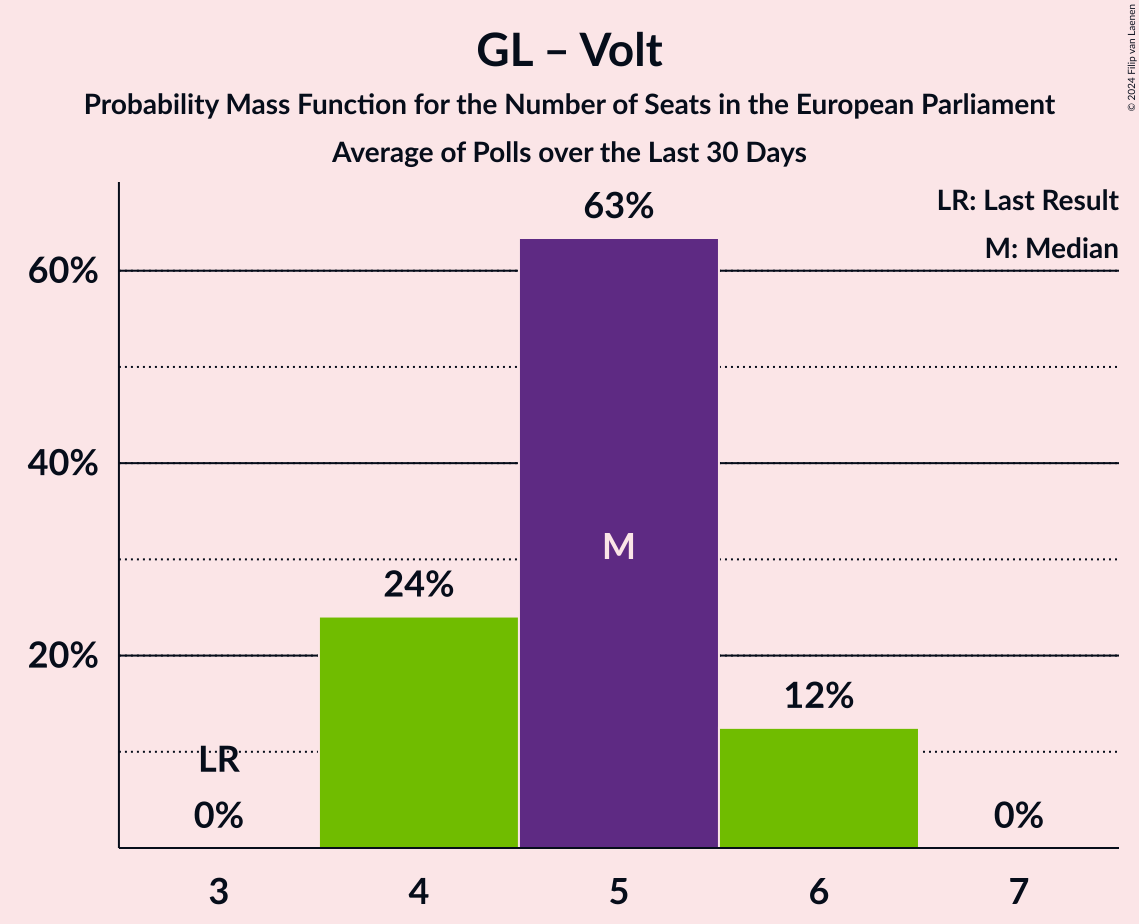 GL – Volt
Probability Mass Function for the Number of Seats in the European Parliament
Average of Polls over the Last 30 Days
© 2024 Filip van Laenen
LR: Last Result
M: Median
63%
60%
40%
M
24%
20%
12%
LR
0%
0%
3 4 5 6 7